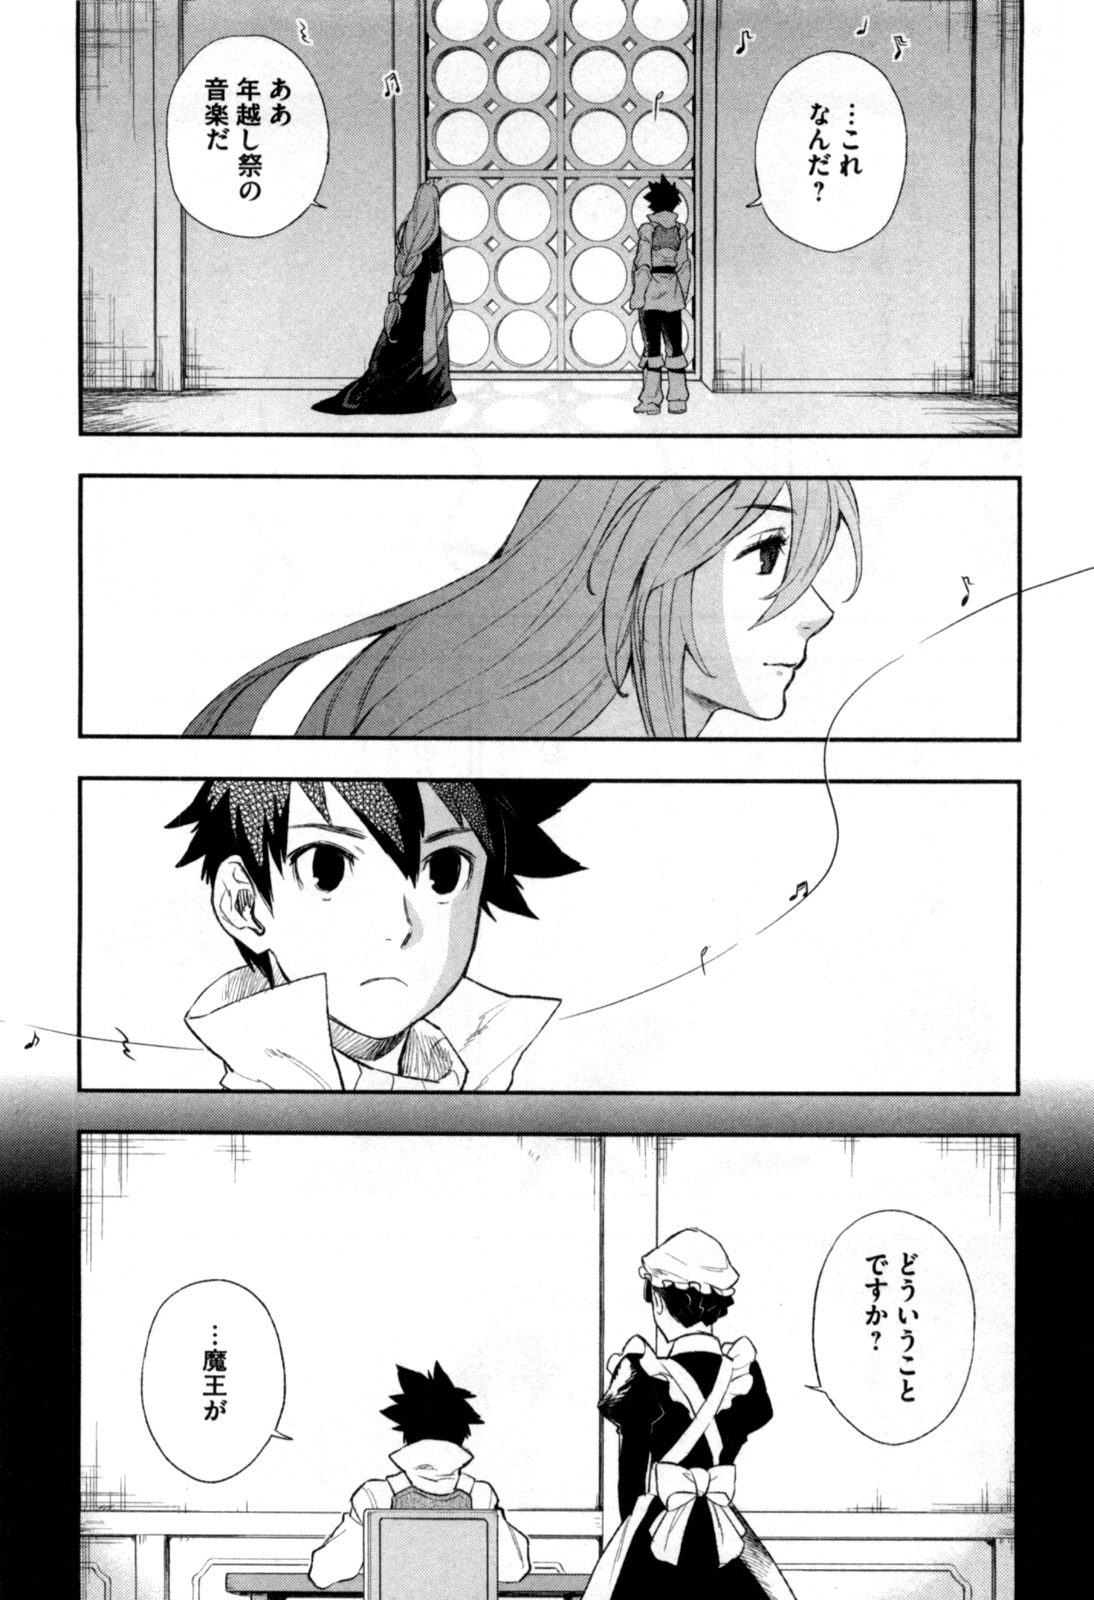 …これ
なんだ？
ああ
年越し祭の
音楽だ
どういうこと
ですか？
…魔王が